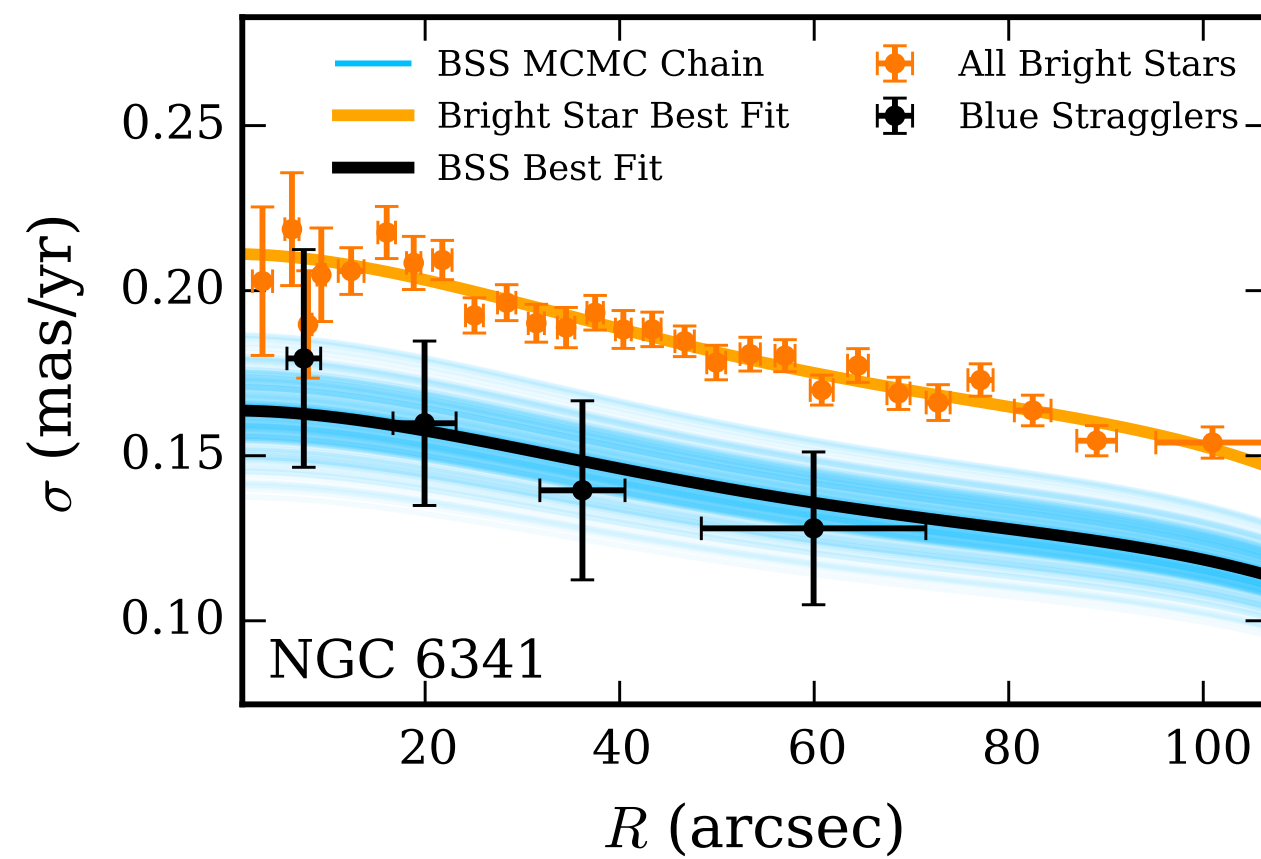 BSS MCMC Chain
Bright Star Best Fit
BSS Best Fit
All Bright Stars
Blue Stragglers
0.25
0.20
0.15
0.10
σ (mas/yr)
NGC 6341
20 40 60 80 100
R (arcsec)